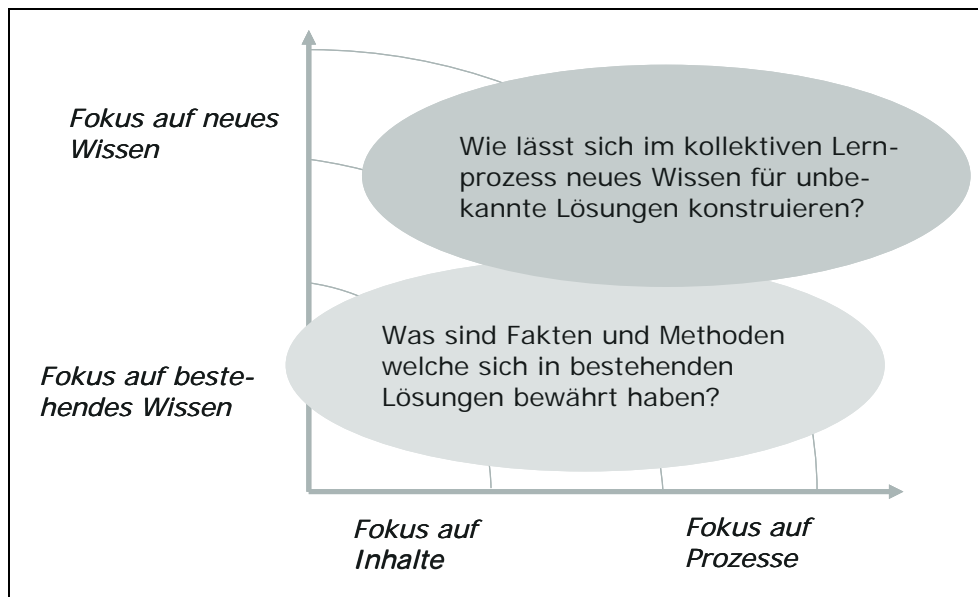 Fokus auf neues
Wissen
Wie lässt sich im kollektiven Lern-
prozess neues Wissen für unbe-
kannte Lösungen konstruieren?
Was sind Fakten und Methoden
welche sich in bestehenden
Lösungen bewährt haben?
Fokus auf beste-
hendes Wissen
Fokus auf
Inhalte
Fokus auf
Prozesse